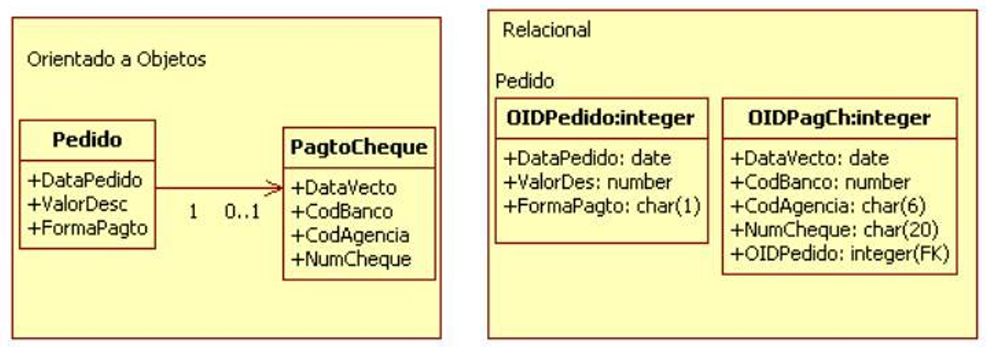 Orientado a Objetos
Pedido
+DataPedido
+ValorDesc
+FormaPagto
1 0..1
PagtoCheque
+DataVecto
+CodBanco
+CodAgencia
+NumCheque
Relacional
Pedido
OIDPedido:integer
+DataPedido: date
+ValorDes: number
+FormaPagto: char(1)
OIDPagCh:integer
+DataVecto: date
+CodBanco: number
+CodAgencia: char(6)
+NumCheque: char(20)
+OIDPedido: integer(FK)